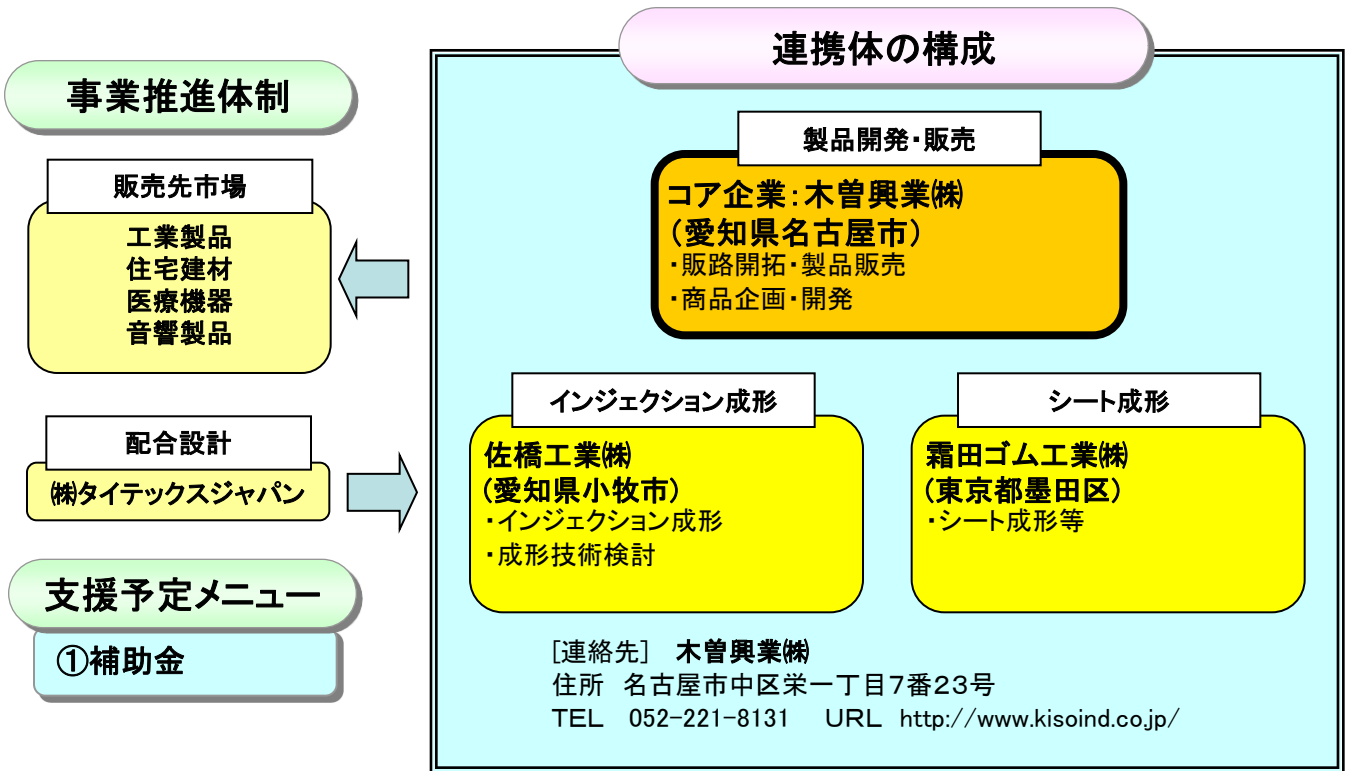 連携体の構成
事業推進体制
販売先市場
工業製品
住宅建材
医療機器
音響製品
配合設計
㈱タイテックスジャパン
支援予定メニュー
①補助金
製品開発・販売
コア企業：木曽興業㈱
（愛知県名古屋市）
・販路開拓・製品販売
・商品企画・開発
インジェクション成形
佐橋工業㈱
（愛知県小牧市）
・インジェクション成形
・成形技術検討
シート成形
霜田ゴム工業㈱
（東京都墨田区）
・シート成形等
［連絡先］　木曽興業㈱
住所　名古屋市中区栄一丁目７番２３号
ＴＥＬ　052-221-8131　ＵＲＬ　http://www.kisoind.co.jp/